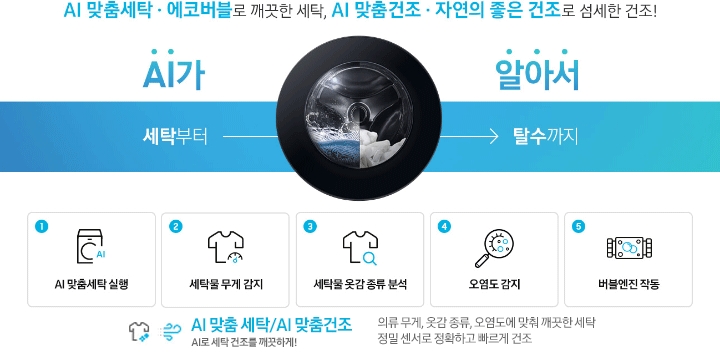 AI 맞춤세탁 · 에코버블로 깨끗한 세탁, AI 맞춤건조 · 자연의 좋은 건조로 섬세한 건조!
AI가 알아서
세탁부터 탈수까지
1 2 3 4 5
AI
AI 맞춤세탁 실행 세탁물 무게 감지 세탁물 옷감 종류 분석 오염도 감지 버블엔진 작동
AI 맞춤 세탁/AI 맞춤건조
AI로 세탁 건조를 깨끗하게!
의류 무게, 옷감 종류, 오염도에 맞춰 깨끗한 세탁
정밀 센서로 정확하고 빠르게 건조